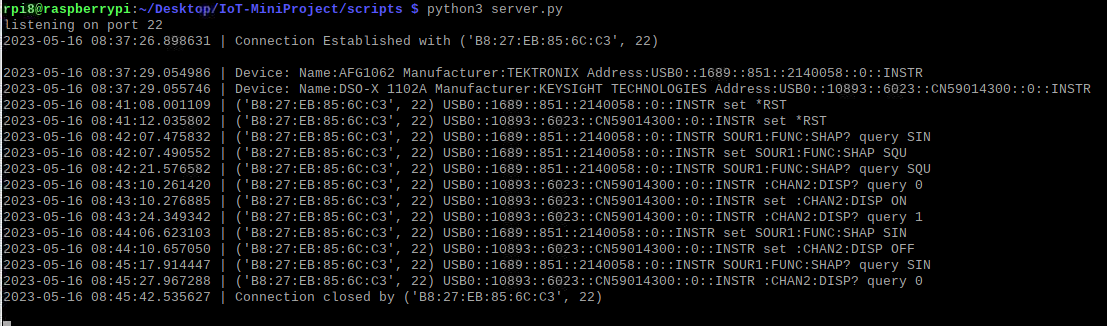 rpi8@raspberrypi:~/Desktop/IoT-MiniProject/scripts $ python3 server.py
listening on port 22
2023-05-16 08:37:26.898631 | Connection Established with ('B8:27:EB:85:6C:C3', 22)
2023-05-16 08:37:29.054986 | Device: Name:AFG1062 Manufacturer:TEKTRONIX Address:USB0::1689::851::2140058::0::INSTR
2023-05-16 08:37:29.055746 | Device: Name:DSO-X 1102A Manufacturer:KEYSIGHT TECHNOLOGIES Address:USB0::10893::6023::CN59014300::0::INSTR
2023-05-16 08:41:08.001109 | ('B8:27:EB:85:6C:C3', 22) USB0::1689::851::2140058::0::INSTR set *RST
2023-05-16 08:41:12.035802 | ('B8:27:EB:85:6C:C3', 22) USB0::10893::6023::CN59014300::0::INSTR set *RST
2023-05-16 08:42:07.475832 | ('B8:27:EB:85:6C:C3', 22) USB0::1689::851::2140058::0::INSTR SOUR1:FUNC:SHAP? query SIN
2023-05-16 08:42:07.490552 | ('B8:27:EB:85:6C:C3', 22) USB0::1689::851::2140058::0::INSTR set SOUR1:FUNC:SHAP SQU
2023-05-16 08:42:21.576582 | ('B8:27:EB:85:6C:C3', 22) USB0::1689::851::2140058::0::INSTR SOUR1:FUNC:SHAP? query SQU
2023-05-16 08:43:10.261420 | ('B8:27:EB:85:6C:C3', 22) USB0::10893::6023::CN59014300::0::INSTR :CHAN2:DISP? query 0
2023-05-16 08:43:10.276885 | ('B8:27:EB:85:6C:C3', 22) USB0::10893::6023::CN59014300::0::INSTR set :CHAN2:DISP ON
2023-05-16 08:43:24.349342 | ('B8:27:EB:85:6C:C3', 22) USB0::10893::6023::CN59014300::0::INSTR :CHAN2:DISP? query 1
2023-05-16 08:44:06.623103 | ('B8:27:EB:85:6C:C3', 22) USB0::1689::851::2140058::0::INSTR set SOUR1:FUNC:SHAP SIN
2023-05-16 08:44:10.657050 | ('B8:27:EB:85:6C:C3', 22) USB0::10893::6023::CN59014300::0::INSTR set :CHAN2:DISP OFF
2023-05-16 08:45:17.914447 | ('B8:27:EB:85:6C:C3', 22) USB0::1689::851::2140058::0::INSTR SOUR1:FUNC:SHAP? query SIN
2023-05-16 08:45:27.967288 | ('B8:27:EB:85:6C:C3', 22) USB0::10893::6023::CN59014300::0::INSTR :CHAN2:DISP? query 0
2023-05-16 08:45:42.535627 | Connection closed by ('B8:27:EB:85:6C:C3', 22)